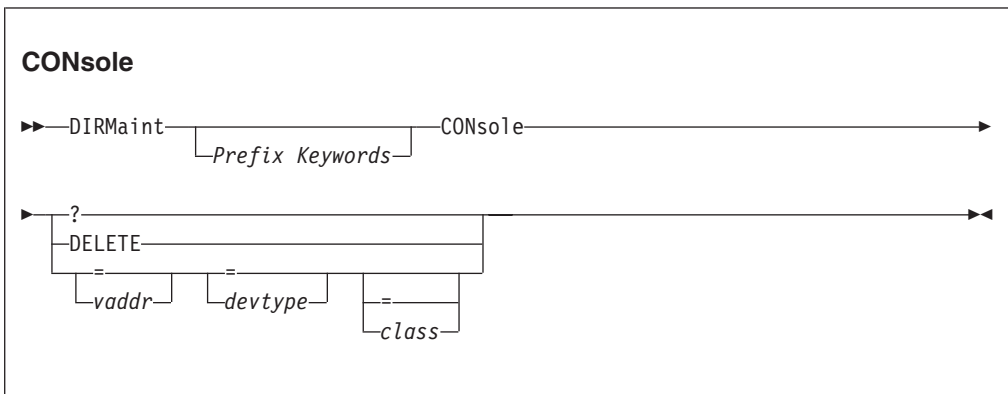 CONsole
DIRMaint CONsole
Prefix Keywords
?
DELETE
= = 
vaddr devtype =
class